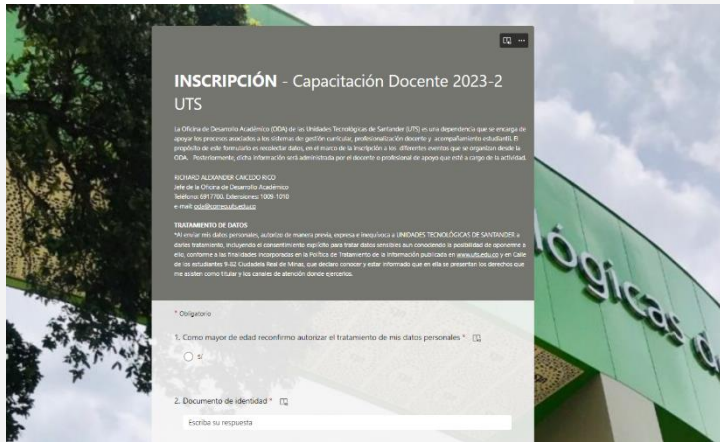 INSCRIPCIÓN - Capacitación Docente 2023-2
UTS
La Oficina de Desarrollo Académico (ODA) de las Unidades Tecnológicas de Santander (UTS) es una dependencia que se encarga de
apoyar los procesos asociados a los sistemas de gestión curricular, profesionalización docente y acompañamiento estudiantil. El
propósito de este formulario es recolectar datos, en el marco de la inscripción a los diferentes eventos que se organizan desde la
ODA. Posteriormente, dicha información será administrada por el docente o profesional de apoyo que esté a cargo de la actividad.
RICHARD ALEXANDER CAICEDO RICO
Jefe de la Oficina de Desarrollo Académico
Teléfono: 6917700. Extensiones: 1009-1010
e-mail: oda@correo.uts.edu.co
TRATAMIENTO DE DATOS
"Al enviar mis datos personales, autorizo de manera previa, expresa e inequívoca a UNIDADES TECNOLÓGICAS DE SANTANDER a
darles tratamiento, incluyendo el consentimiento explícito para tratar datos sensibles aun conociendo la posibilidad de oponerme a
ello, conforme a las finalidades incorporadas en la Política de Tratamiento de la Información publicada en www.uts.edu.co y en Calle
de los estudiantes 9-82 Ciudadela Real de Minas, que declaro conocer y estar informado que en ella se presentan los derechos que
me asisten como titular y los canales de atención donde ejercerlos.
* Obligatorio
1. Como mayor de edad reconfirmo autorizar el tratamiento de mis datos personales *
sí
2. Documento de identidad *
Escriba su respuesta
ológicas d